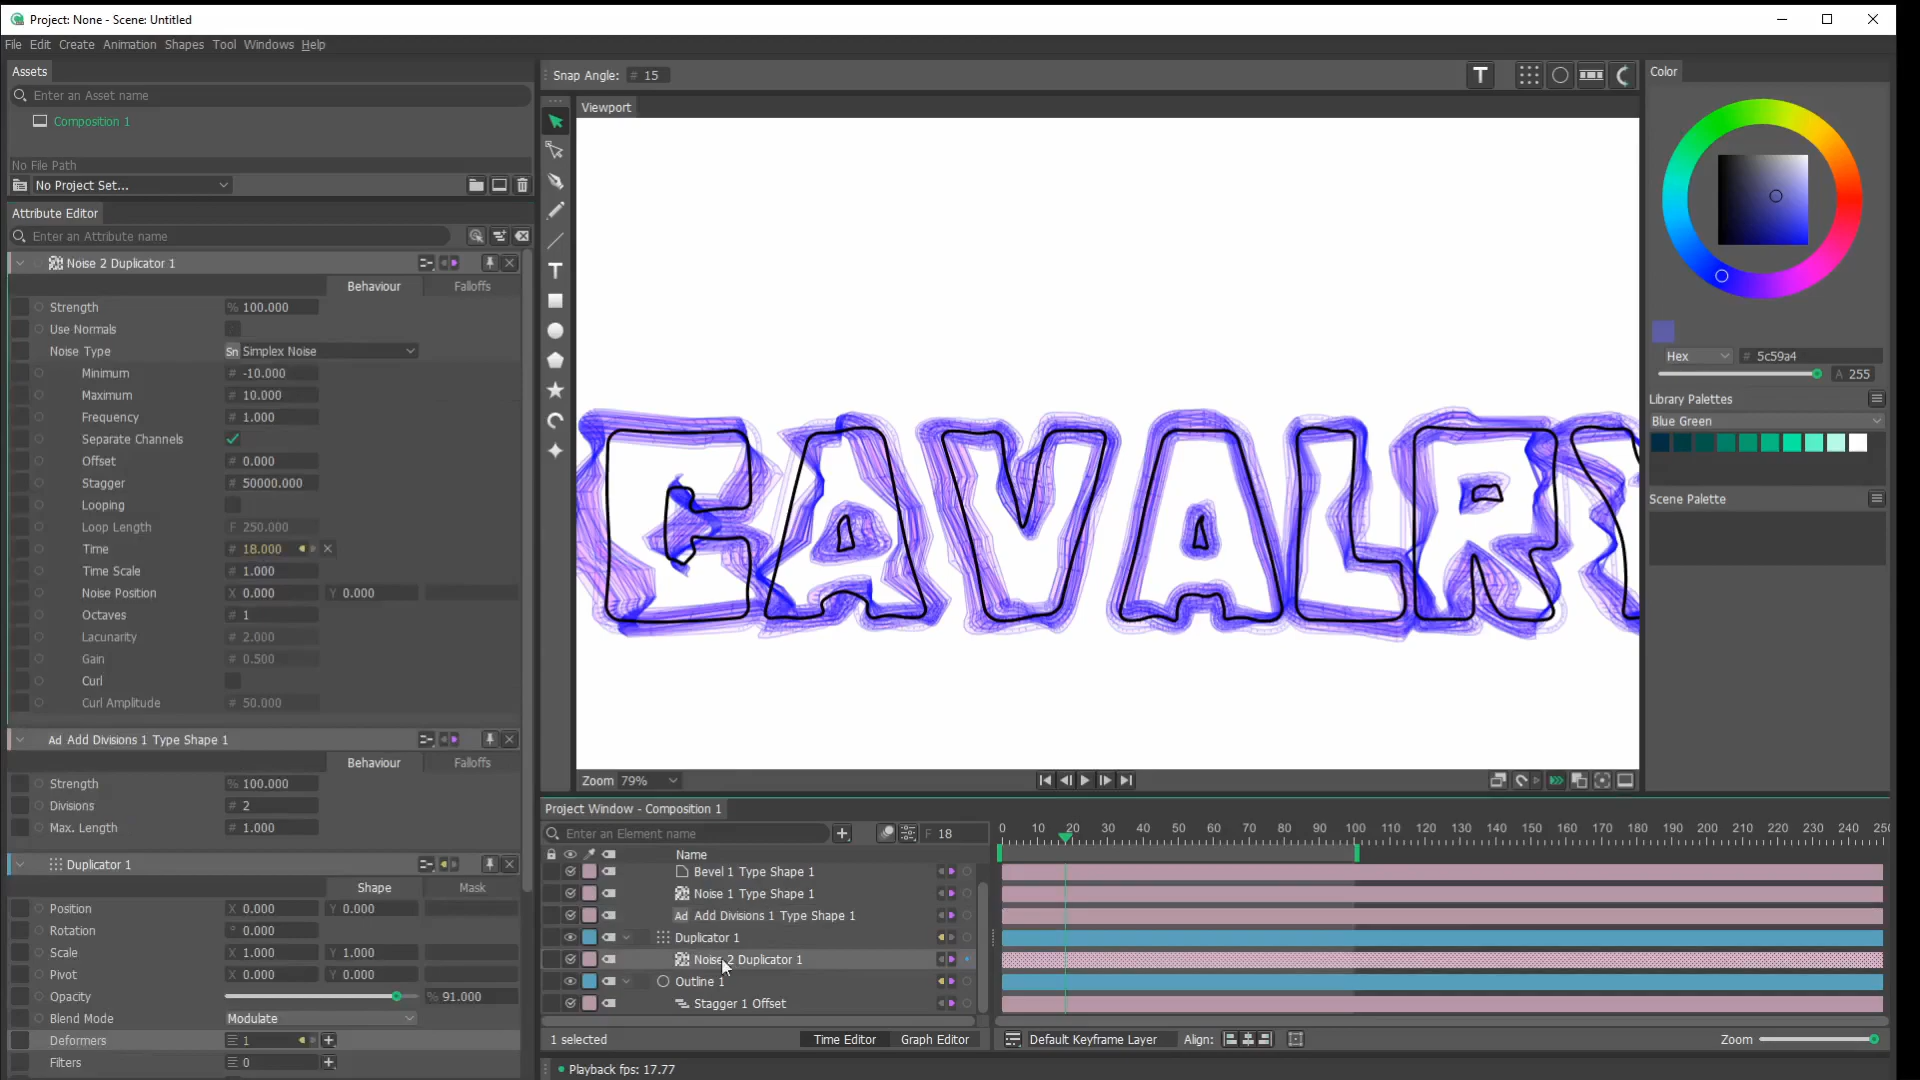 Project: None - Scene: Untitled
File Edit Create Animation Shapes Tool Windows Help
Assets
Enter an Asset name
Composition 1
No File Path
No Project Set...
Attribute Editor
Enter an Attribute name
Noise 2 Duplicator 1
Behaviour Falloffs
Strength % 100.000
Use Normals
Noise Type Sn Simplex Noise
Minimum # -10.000
Maximum # 10.000
Frequency # 1.000
Separate Channels
Offset # 0.000
Stagger # 50000.000
Looping
Loop Length F 250.000
Time # 18.000
Time Scale # 1.000
Noise Position X 0.000 Y 0.000
Octaves # 1
Lacunarity # 2.000
Gain # 0.500
Curl
Curl Amplitude # 50.000
Ad Add Divisions 1 Type Shape 1
Behaviour Falloffs
Strength % 100.000
Divisions # 2
Max. Length # 1.000
Duplicator 1
Shape Mask
Position X 0.000 Y 0.000
Rotation ° 0.000
Scale X 1.000 Y 1.000
Pivot X 0.000 Y 0.000
Opacity % 91.000
Blend Mode Modulate
Deformers 1
Filters 0
Snap Angle: # 15
Viewport
CAVALRY
Zoom 79%
Project Window - Composition 1
Enter an Element name F 18
Name
Bevel 1 Type Shape 1
Noise 1 Type Shape 1
Ad Add Divisions 1 Type Shape 1
Duplicator 1
Noise 2 Duplicator 1
Outline 1
Stagger 1 Offset
0 10 20 30 40 50 60 70 80 90 100 110 120 130 140 150 160 170 180 190 200 210 220 230 240 250
1 selected Time Editor Graph Editor
Default Keyframe Layer Align: Zoom
Playback fps: 17.77
Color
Hex # 5c59a4
A 255
Library Palettes
Blue Green
Scene Palette